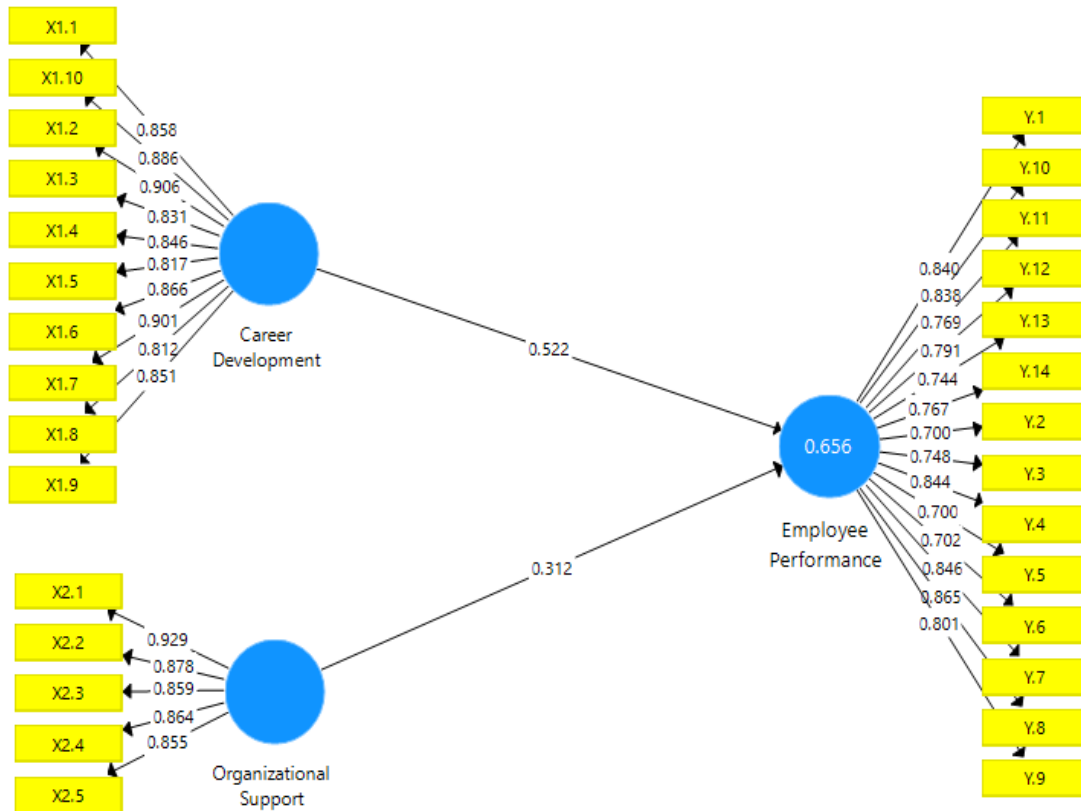 X1.1
X1.10
X1.2
X1.3
X1.4
X1.5
X1.6
X1.7
X1.8
X1.9
0.858
0.886
0.906
0.831
0.846
0.817
0.866
0.901
0.812
0.851
Career
Development
0.522
X2.1
X2.2
X2.3
X2.4
X2.5
0.929
0.878
0.859
0.864
0.855
Organizational
Support
0.312
0.656
Employee
Performance
0.840
0.838
0.769
0.791
0.744
0.767
0.700
0.748
0.844
0.700
0.702
0.846
0.865
0.801
Y.1
Y.10
Y.11
Y.12
Y.13
Y.14
Y.2
Y.3
Y.4
Y.5
Y.6
Y.7
Y.8
Y.9